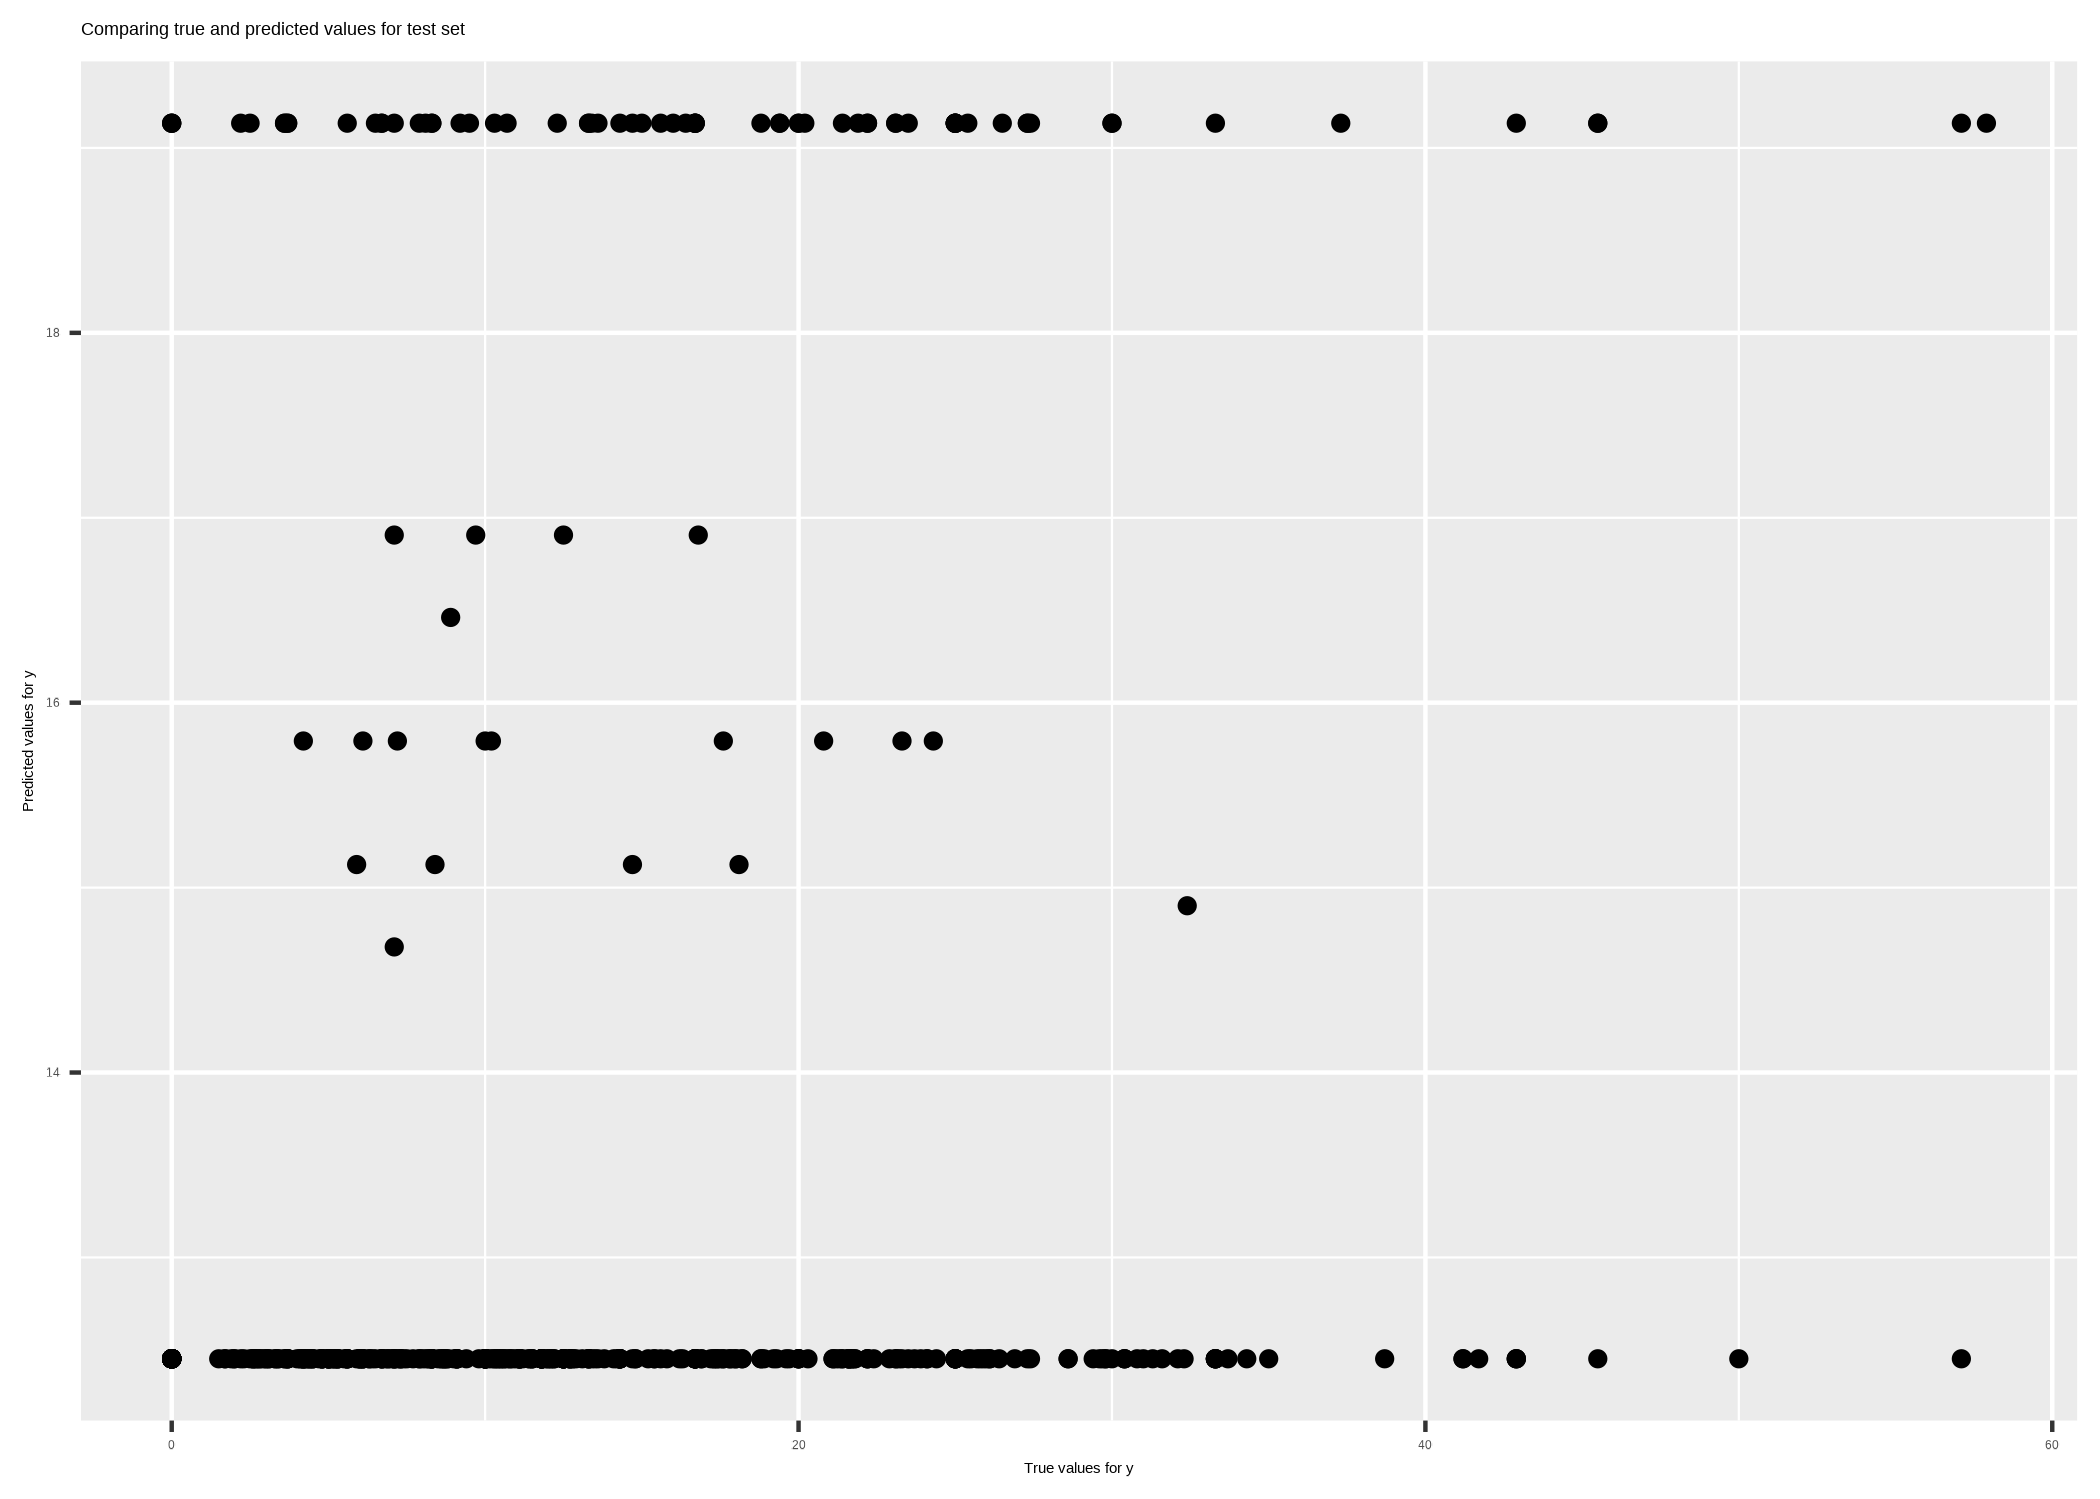 Comparing true and predicted values for test set
18
16
14
Predicted values for y
0
20
40
60
True values for y